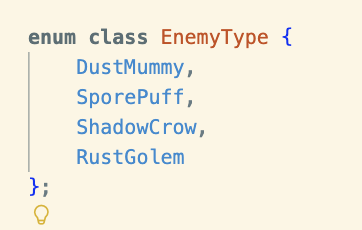 enum class EnemyType {
    DustMummy,
    SporePuff,
    ShadowCrow,
    RustGolem
};